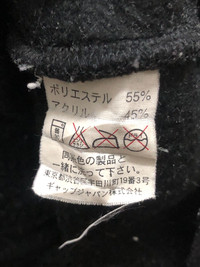 ポリエステル 55%
アクリル 45%
同系色の製品と
一緒に洗って下さい。
東京都渋谷区千田川町19番3号
ギャップジャパン株式会社